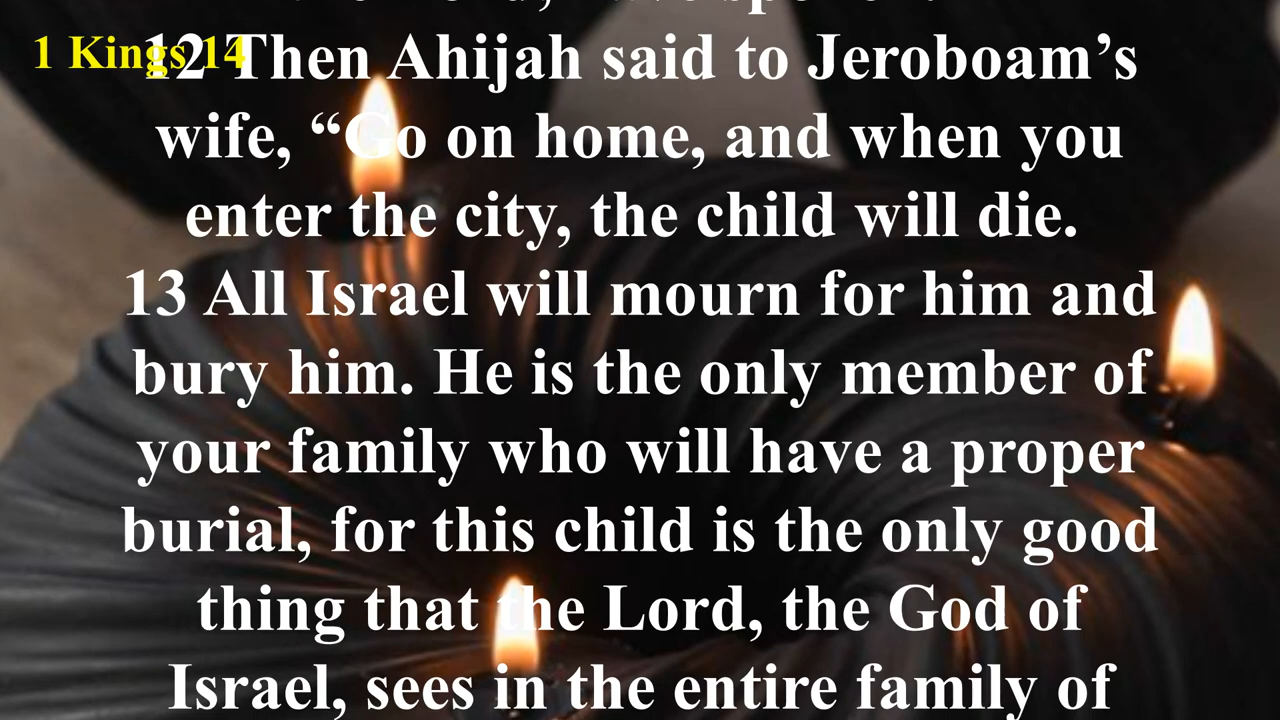 1 Kings 14
12 Then Ahijah said to Jeroboam’s
wife, “Go on home, and when you
enter the city, the child will die.
13 All Israel will mourn for him and
bury him. He is the only member of
your family who will have a proper
burial, for this child is the only good
thing that the Lord, the God of
Israel, sees in the entire family of